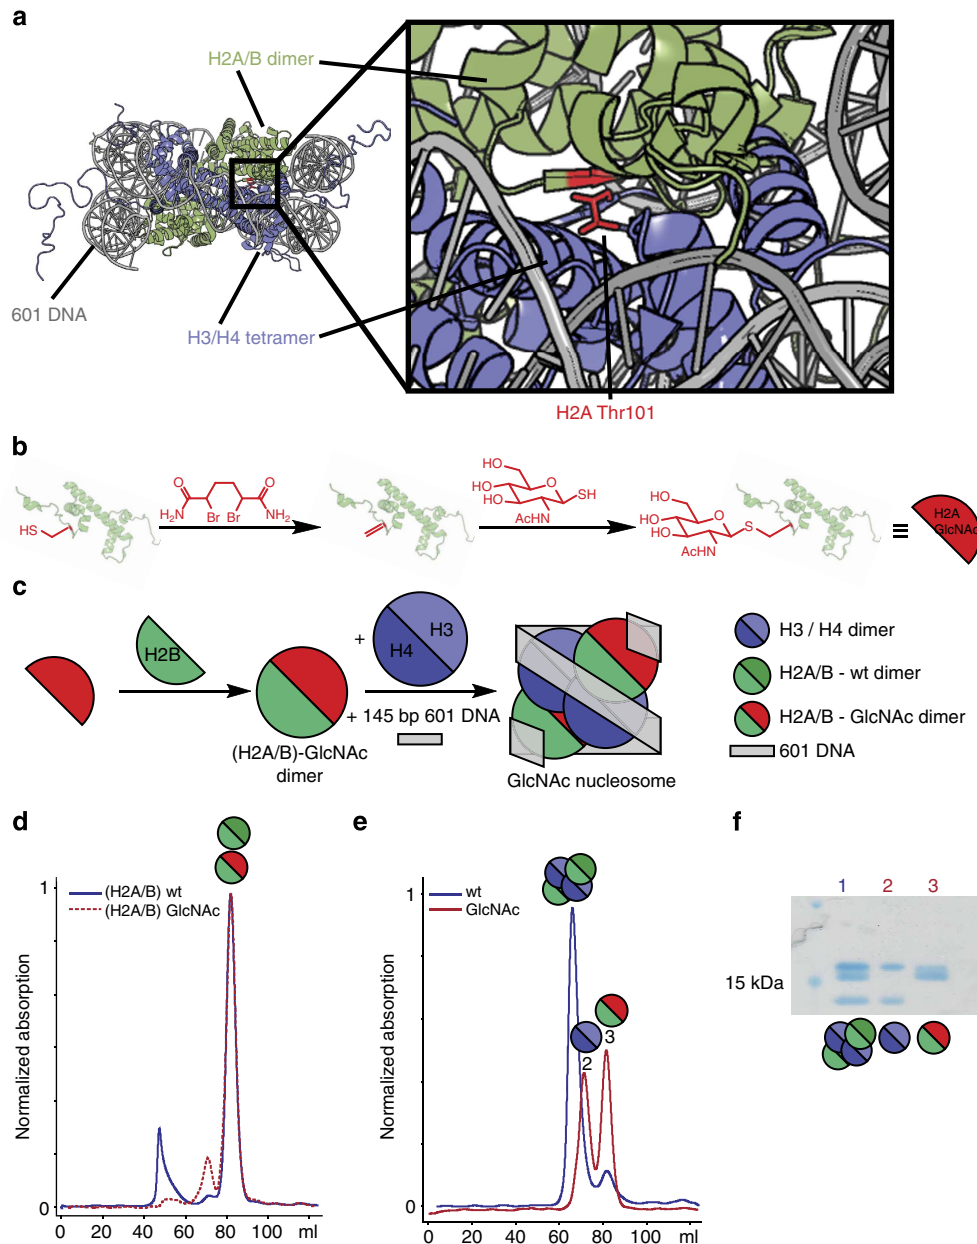 a
H2A/B dimer
601 DNA
H3/H4 tetramer
H2A Thr101
b
HS
O
O
H₂N
Br
Br
NH₂
HO
HO
HO
O
SH
AcHN
HO
HO
HO
O
S
AcHN
≡
H2A
GlcNAc
c
H2B
(H2A/B)-GlcNAc
dimer
+
H3
H4
+ 145 bp 601 DNA
GlcNAc nucleosome
H3 / H4 dimer
H2A/B - wt dimer
H2A/B - GlcNAc dimer
601 DNA
d
1
(H2A/B) wt
(H2A/B) GlcNAc
Normalized absorption
0
0 20 40 60 80 100 ml
e
1
wt
GlcNAc
Normalized absorption
2
3
0
0 20 40 60 80 100 ml
f
1 2 3
15 kDa